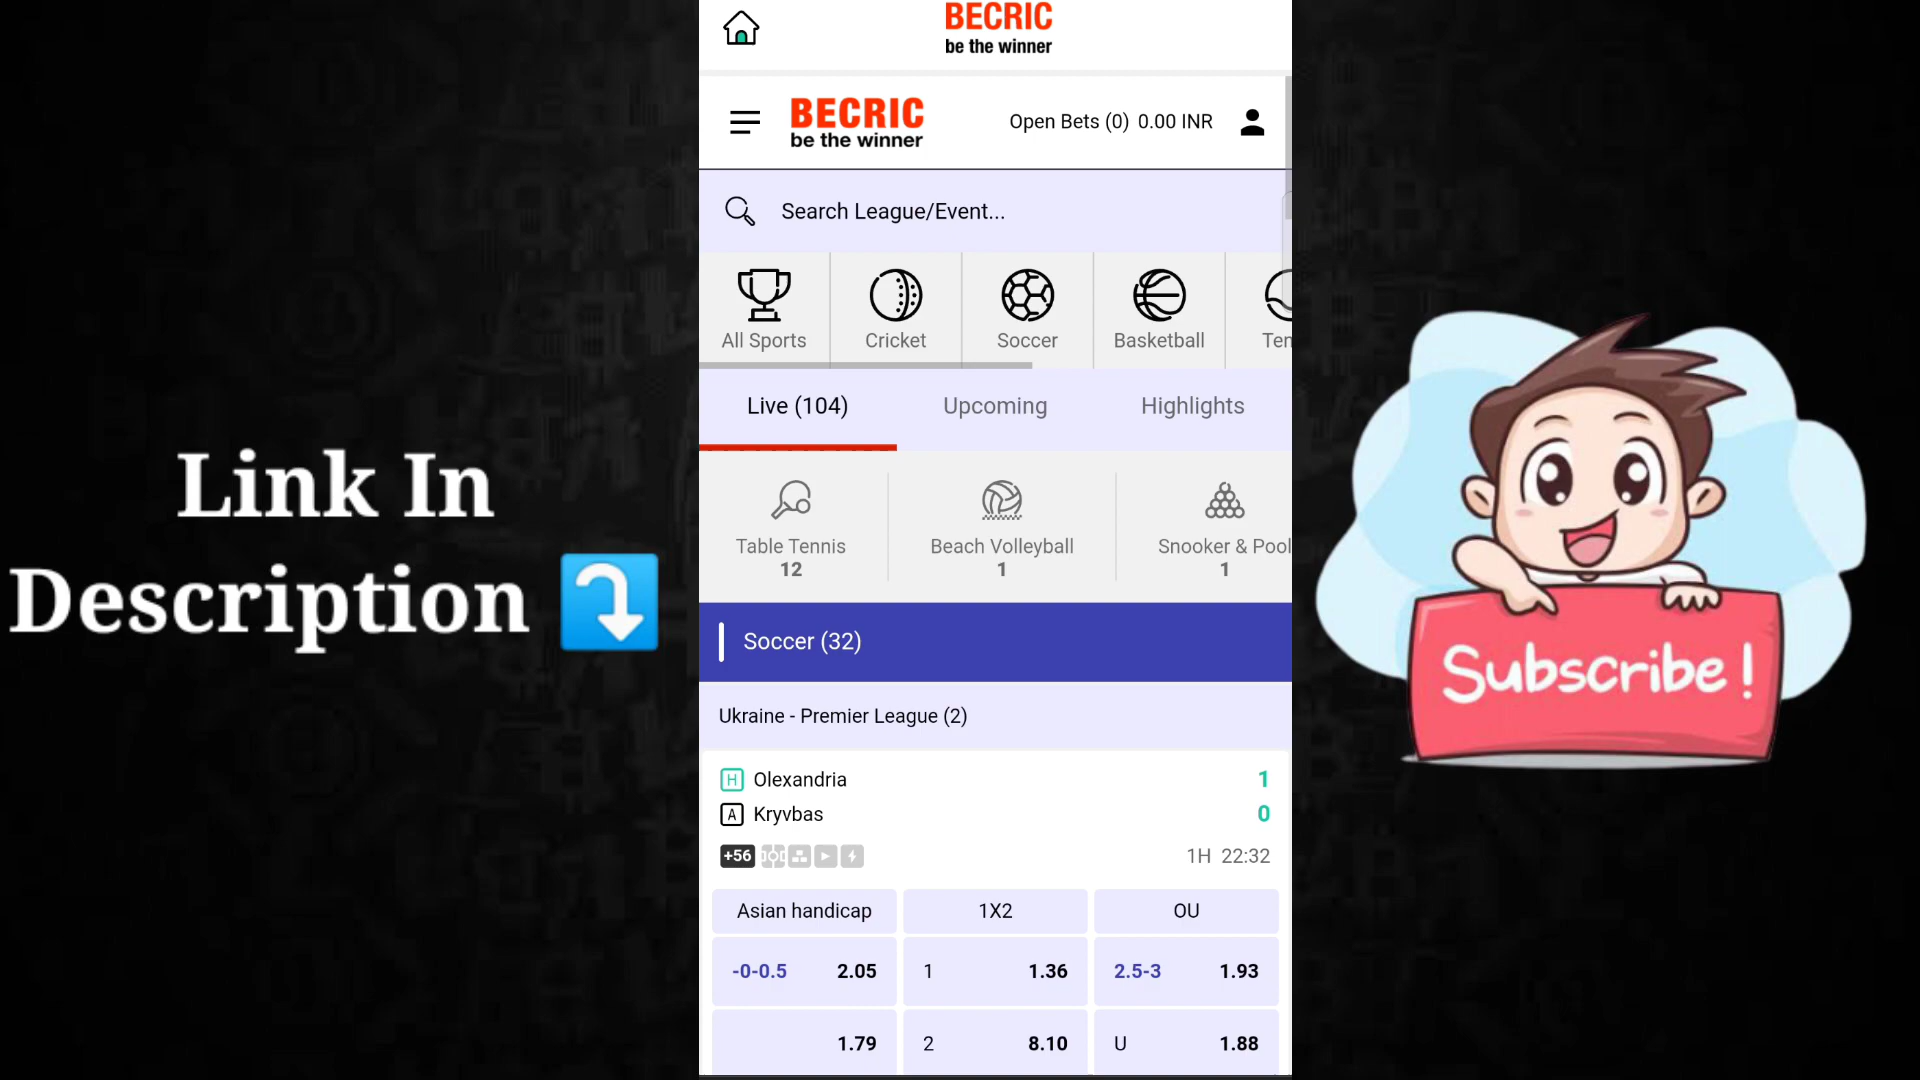 BECRIC
be the winner
BECRIC
be the winner
Open Bets (0) 0.00 INR
Search League/Event...
All Sports
Cricket
Soccer
Basketball
Ten
Live (104)
Upcoming
Highlights
Table Tennis
12
Beach Volleyball
1
Snooker & Pool
1
Soccer (32)
Ukraine - Premier League (2)
H Olexandria 1
A Kryvbas 0
+56
1H 22:32
Asian handicap
1X2
OU
-0-0.5 2.05
1 1.36
2.5-3 1.93
1.79
2 8.10
U 1.88
Link In
Description
Subscribe!